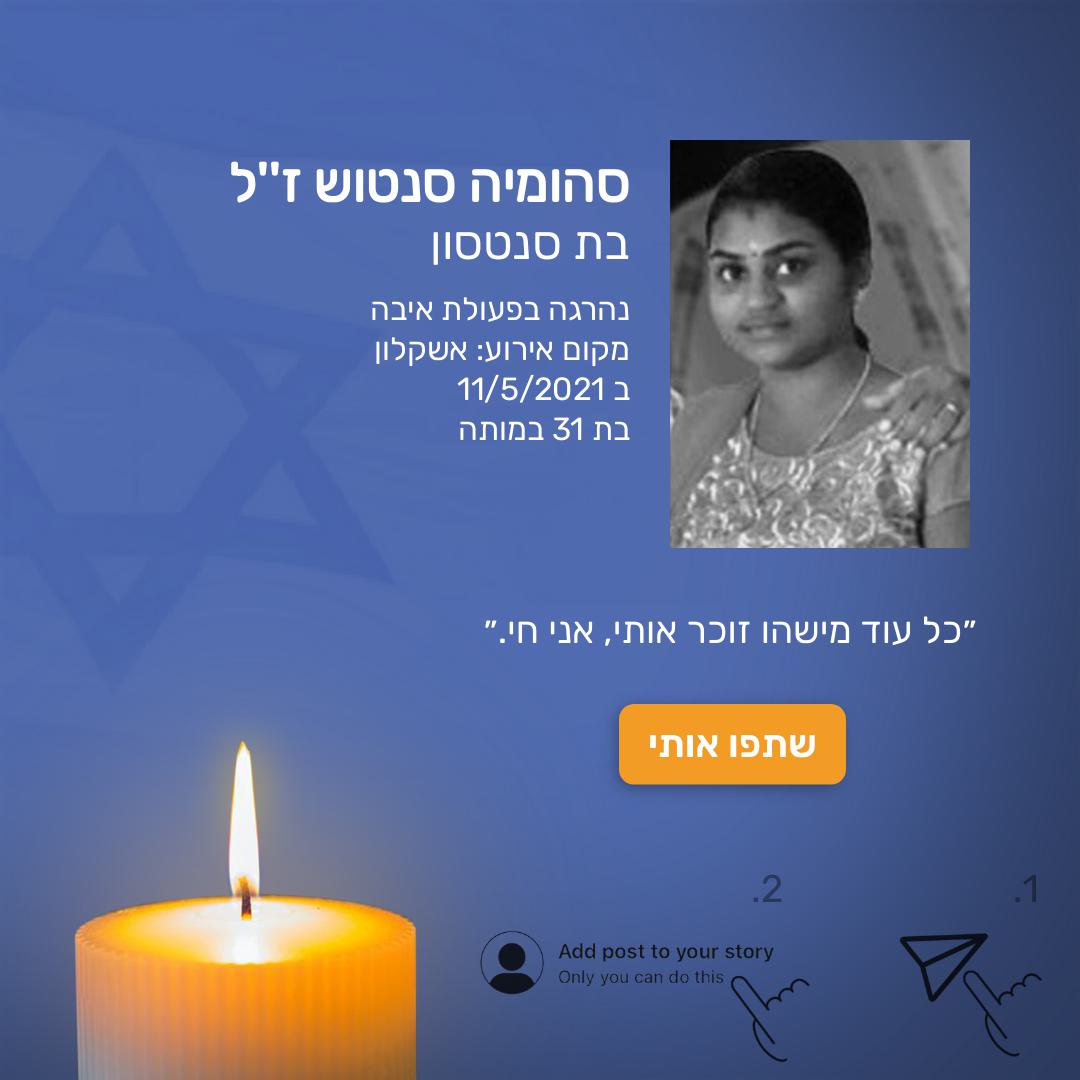 סהומיה סנטוש ז"ל
בת סנטסון
נהרגה בפעולת איבה
מקום אירוע: אשקלון
ב 11/5/2021
בת 31 במותה
״כל עוד מישהו זוכר אותי, אני חי.״
שתפו אותי
.1
.2
Add post to your story
Only you can do this